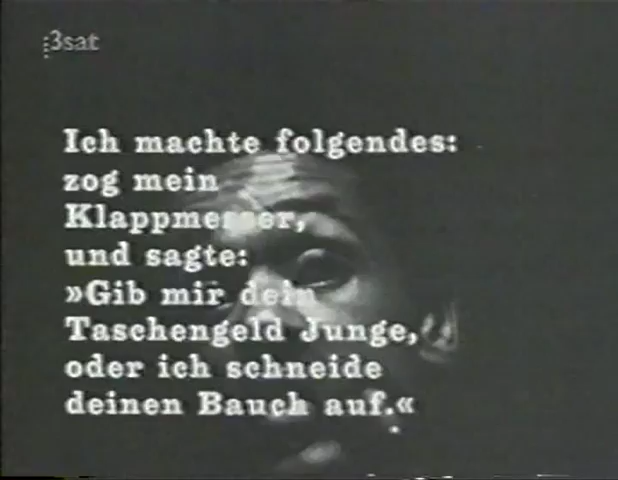 3sat
Ich machte folgendes:
zog mein
Klappmesser,
und sagte:
»Gib mir dein
Taschengeld Junge,
oder ich schneide
deinen Bauch auf.«